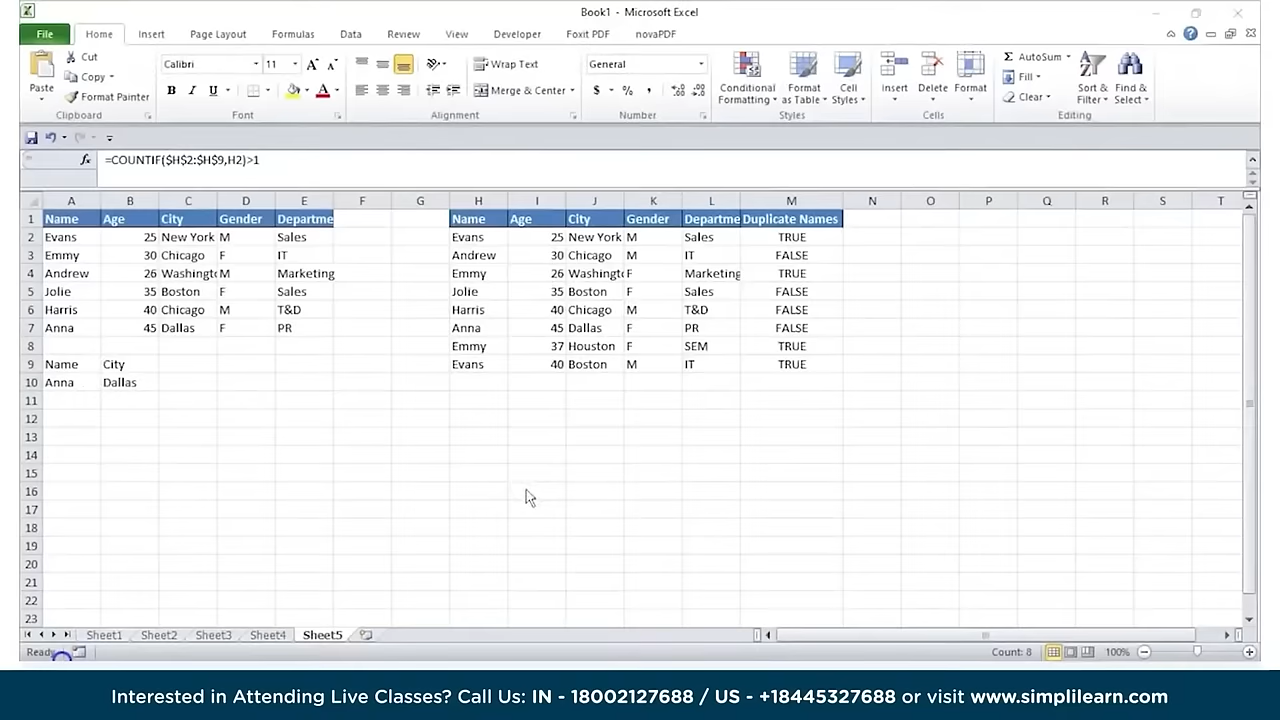 Book1 - Microsoft Excel
File Home Insert Page Layout Formulas Data Review View Developer Foxit PDF novaPDF
Paste
Cut
Copy
Format Painter
Clipboard
Calibri 11
B I U
Font
Wrap Text
Merge & Center
Alignment
General
$ % ,
Number
Conditional Formatting
Format as Table
Cell Styles
Styles
Insert Delete Format
Cells
AutoSum
Fill
Clear
Sort & Filter
Find & Select
Editing
fx =COUNTIF($H$2:$H$9,H2)>1
A B C D E F G H I J K L M N O P Q R S T
1 Name Age City Gender Departme Name Age City Gender Departme Duplicate Names
2 Evans 25 New York M Sales Evans 25 New York M Sales TRUE
3 Emmy 30 Chicago F IT Andrew 30 Chicago M IT FALSE
4 Andrew 26 Washingt M Marketing Emmy 26 Washingt F Marketing TRUE
5 Jolie 35 Boston F Sales Jolie 35 Boston F Sales FALSE
6 Harris 40 Chicago M T&D Harris 40 Chicago M T&D FALSE
7 Anna 45 Dallas F PR Anna 45 Dallas F PR FALSE
8 Emmy 37 Houston F SEM TRUE
9 Name City Evans 40 Boston M IT TRUE
10 Anna Dallas
11
12
13
14
15
16
17
18
19
20
21
22
23
Sheet1 Sheet2 Sheet3 Sheet4 Sheet5
Ready Count: 8 100%
Interested in Attending Live Classes? Call Us: IN - 18002127688 / US - +18445327688 or visit www.simplilearn.com